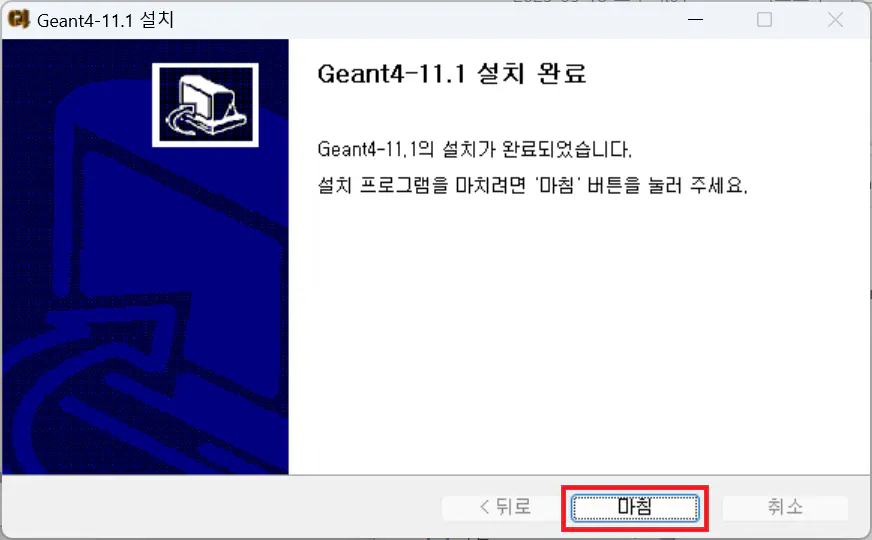 Geant4-11.1 설치
Geant4-11.1 설치 완료
Geant4-11.1의 설치가 완료되었습니다.
설치 프로그램을 마치려면 '마침' 버튼을 눌러 주세요.
< 뒤로
마침
취소